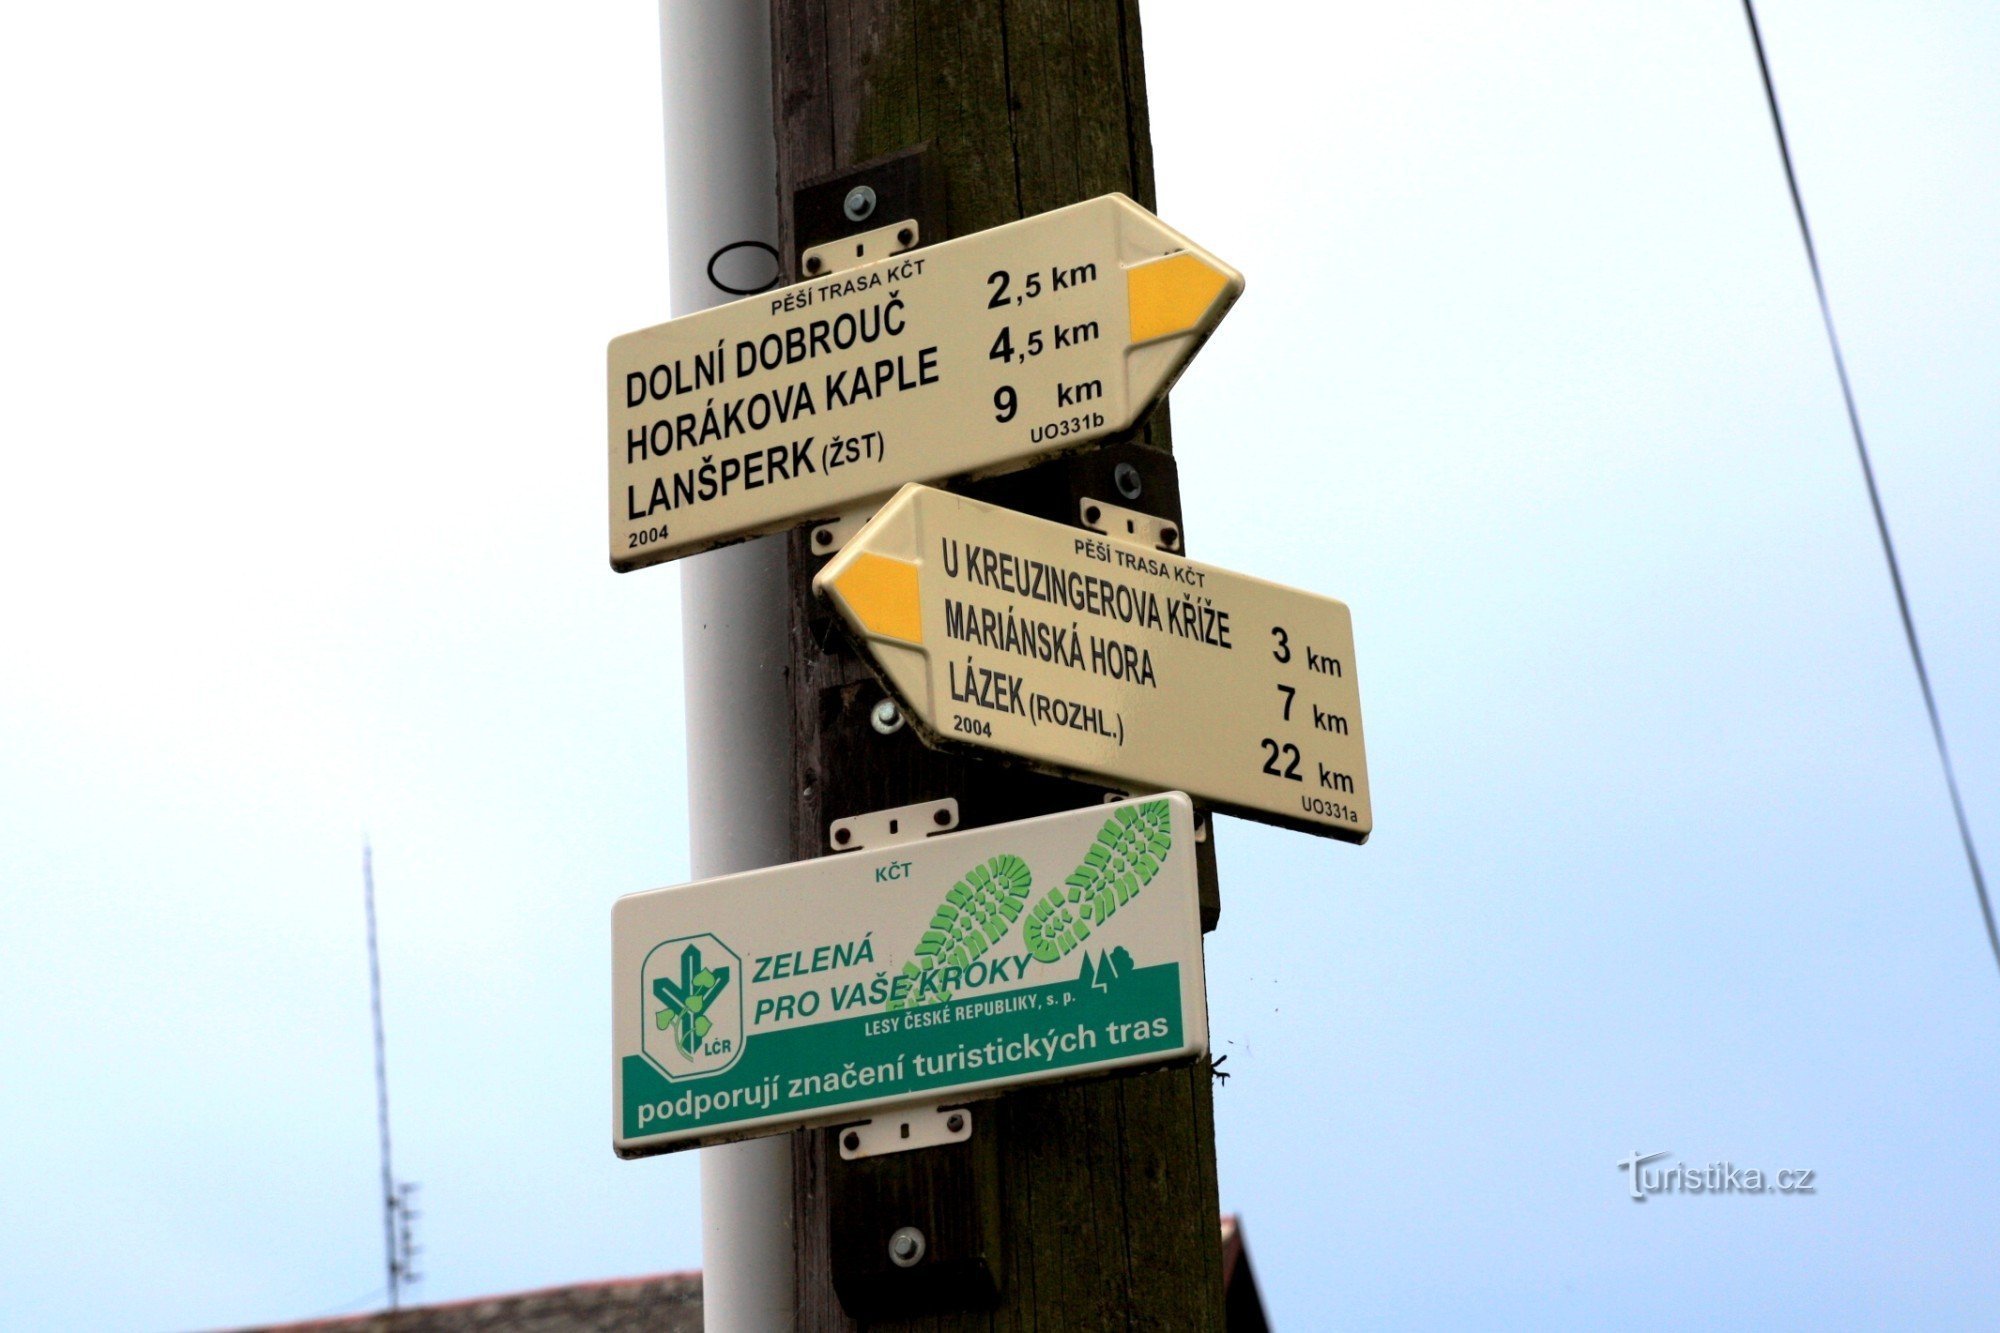 PĚŠÍ TRASA KČT
DOLNÍ DOBROUČ 2,5 km
HORÁKOVA KAPLE 4,5 km
LANŠPERK (ŽST) 9 km
2004 UO331b
PĚŠÍ TRASA KČT
U KREUZINGEROVA KŘÍŽE 3 km
MARIÁNSKÁ HORA 7 km
LÁZEK (ROZHL.) 22 km
2004 UO331a
KČT
ZELENÁ
PRO VAŠE KROKY
LESY ČESKÉ REPUBLIKY, s. p.
LČR
podporují značení turistických tras
Turistika.cz